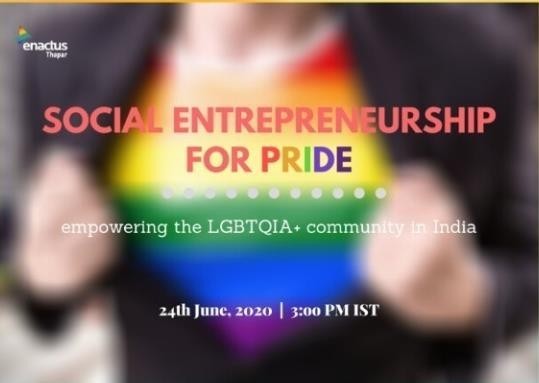 enactus
Thapar
SOCIAL ENTREPRENEURSHIP
FOR PRIDE
empowering the LGBTQIA+ community in India
24th June, 2020 | 3:00 PM IST